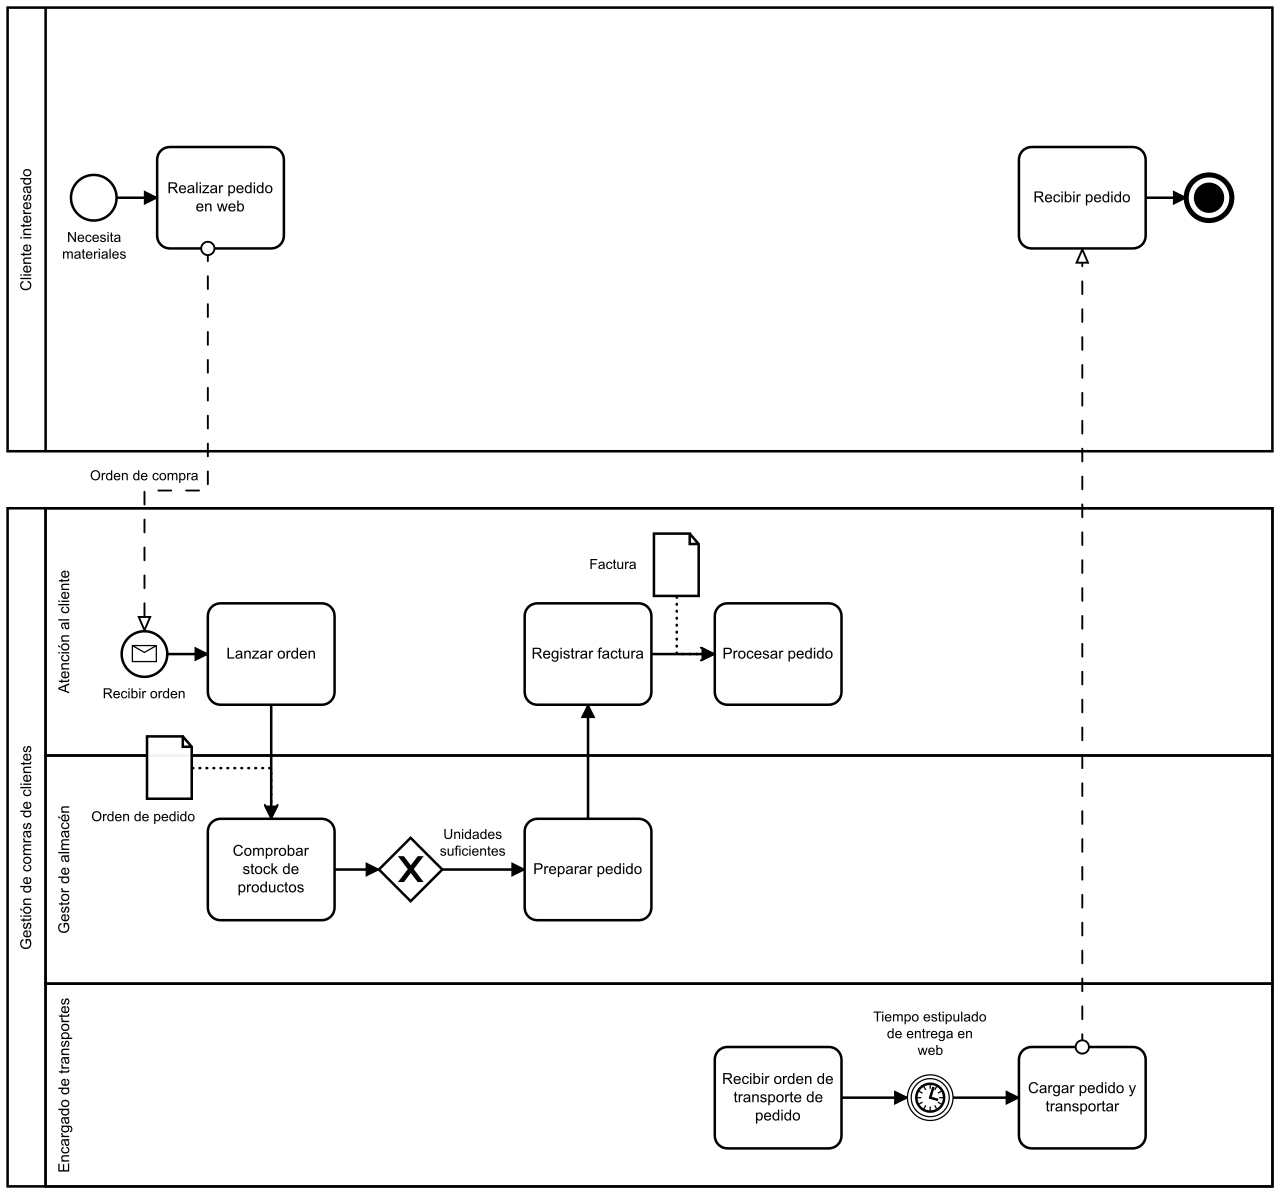 Cliente interesado
Realizar pedido
en web
Necesita
materiales
Recibir pedido
Orden de compra
Gestión de comras de clientes
Atención al cliente
Factura
Recibir orden
Lanzar orden
Registrar factura
Procesar pedido
Gestor de almacén
Orden de pedido
Comprobar
stock de
productos
Unidades
suficientes
Preparar pedido
Encargado de transportes
Recibir orden de
transporte de
pedido
Tiempo estipulado
de entrega en
web
Cargar pedido y
transportar